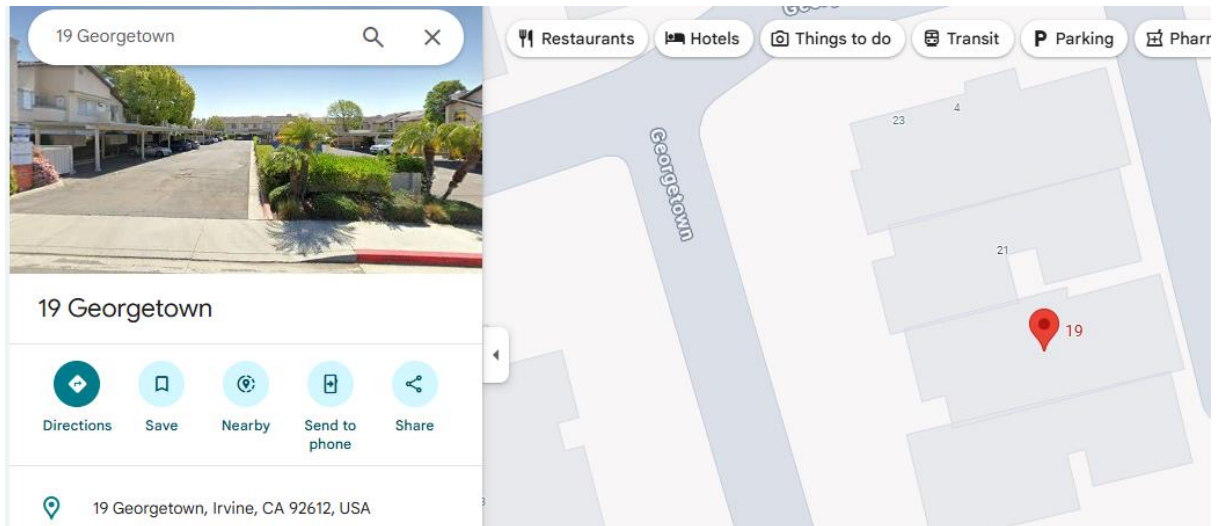 19 Georgetown
Restaurants
Hotels
Things to do
Transit
P Parking
19 Georgetown
Directions
Save
Nearby
Send to
phone
Share
19 Georgetown, Irvine, CA 92612, USA
Georgetown
23
4
21
19